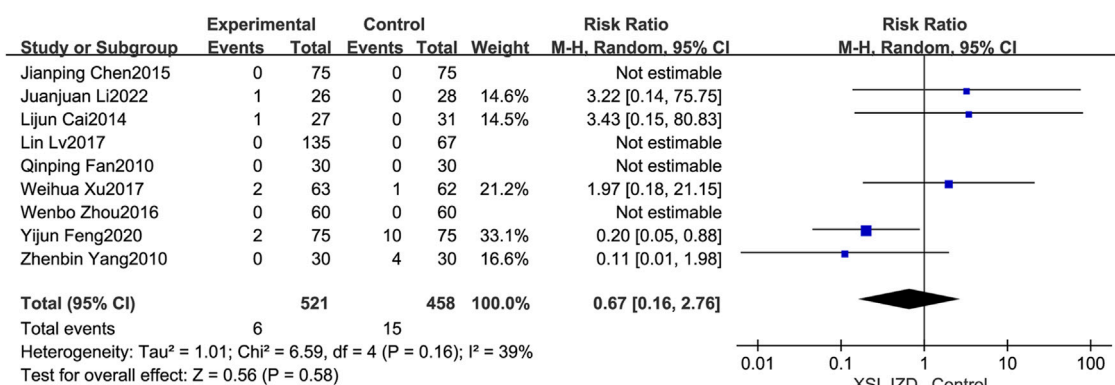 Experimental Control Risk Ratio Risk Ratio
Study or Subgroup Events Total Events Total Weight M-H, Random, 95% CI M-H, Random, 95% CI
Jianping Chen2015 0 75 0 75 Not estimable
Juanjuan Li2022 1 26 0 28 14.6% 3.22 [0.14, 75.75]
Lijun Cai2014 1 27 0 31 14.5% 3.43 [0.15, 80.83]
Lin Lv2017 0 135 0 67 Not estimable
Qinping Fan2010 0 30 0 30 Not estimable
Weihua Xu2017 2 63 1 62 21.2% 1.97 [0.18, 21.15]
Wenbo Zhou2016 0 60 0 60 Not estimable
Yijun Feng2020 2 75 10 75 33.1% 0.20 [0.05, 0.88]
Zhenbin Yang2010 0 30 4 30 16.6% 0.11 [0.01, 1.98]
Total (95% CI) 521 458 100.0% 0.67 [0.16, 2.76]
Total events 6 15
Heterogeneity: Tau² = 1.01; Chi² = 6.59, df = 4 (P = 0.16); I² = 39%
Test for overall effect: Z = 0.56 (P = 0.58)
0.01 0.1 1 10 100
XSLJZD Control